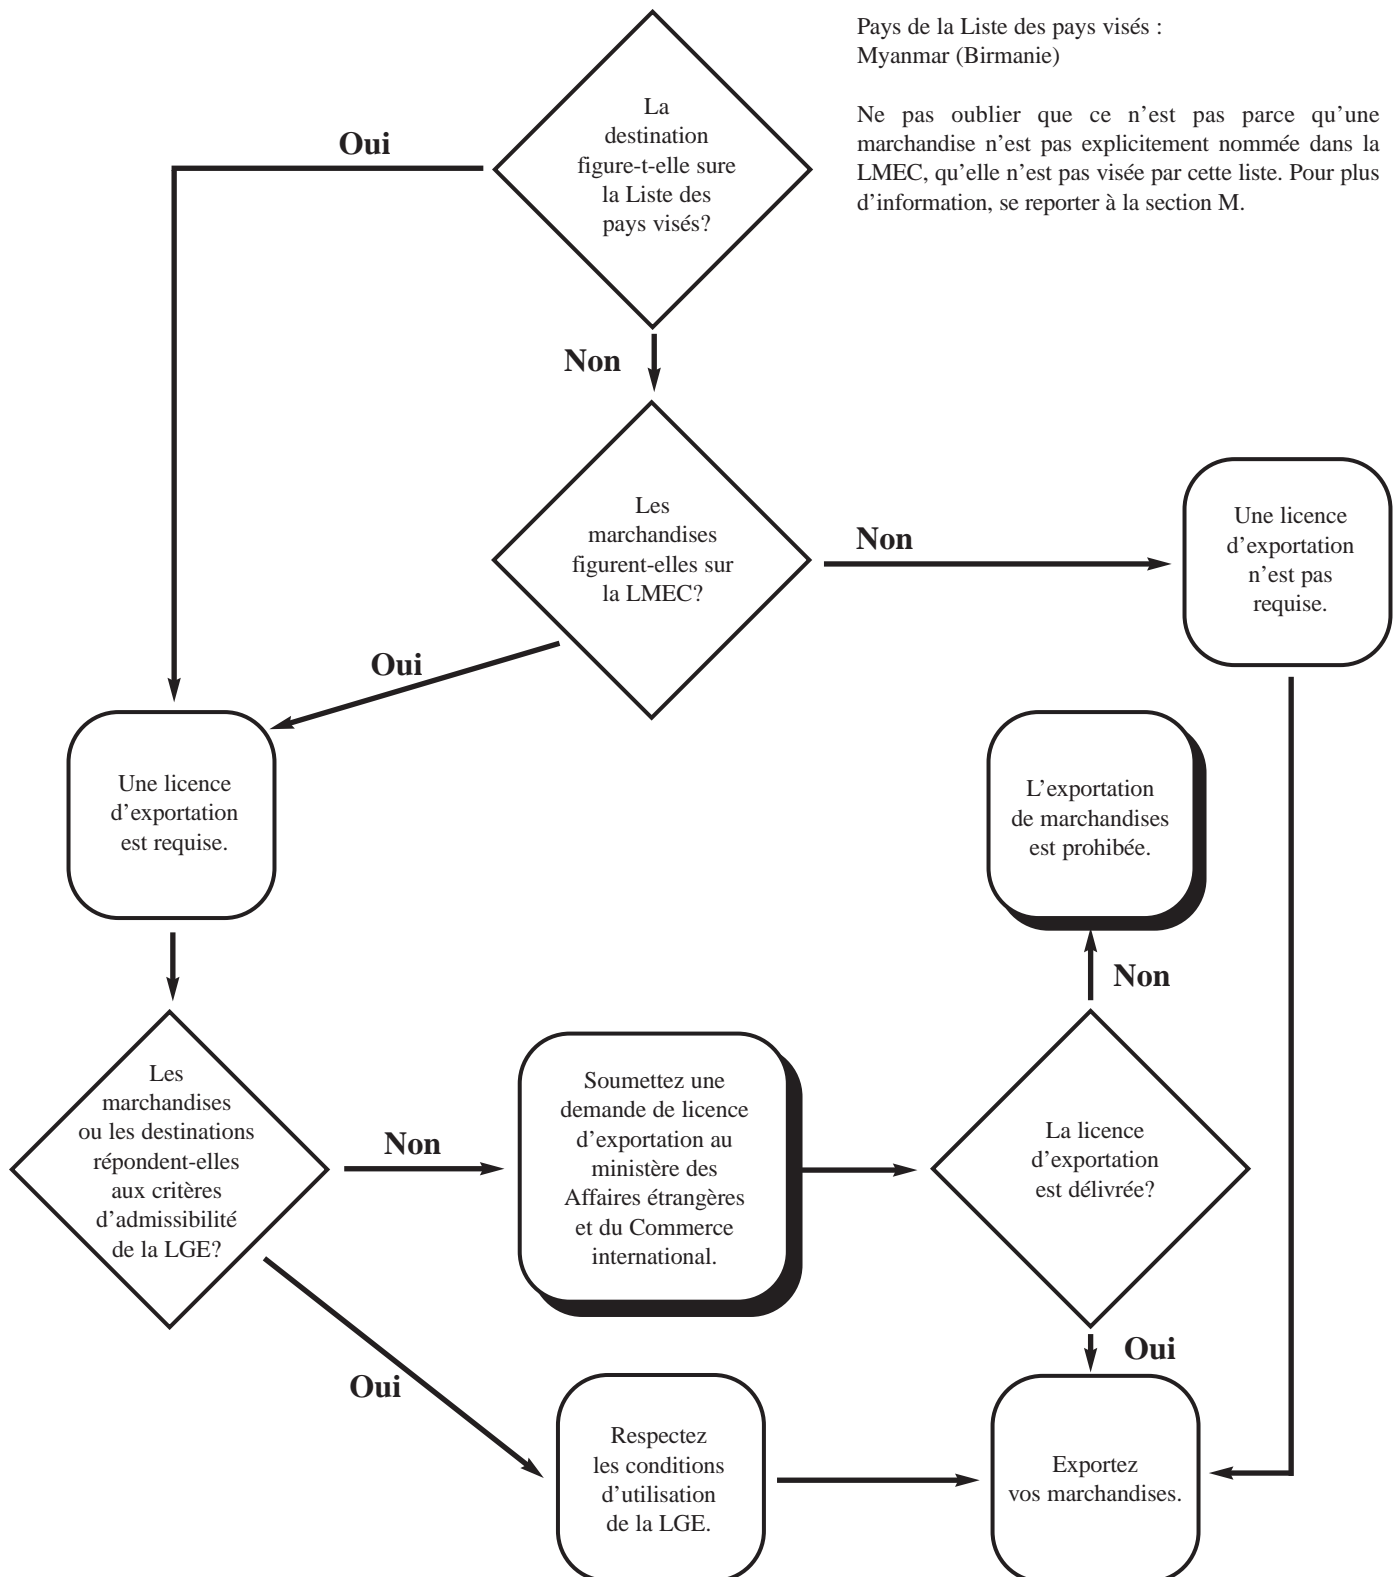 Pays de la Liste des pays visés :
Myanmar (Birmanie)
Ne pas oublier que ce n'est pas parce qu'une
marchandise n'est pas explicitement nommée dans la
LMEC, qu'elle n'est pas visée par cette liste. Pour plus
d'information, se reporter à la section M.
La
destination
figure-t-elle sure
la Liste des
pays visés?
Oui
Non
Les
marchandises
figurent-elles sur
la LMEC?
Non
Une licence
d'exportation
n'est pas
requise.
Oui
Une licence
d'exportation
est requise.
L'exportation
de marchandises
est prohibée.
Non
Les
marchandises
ou les destinations
répondent-elles
aux critères
d'admissibilité
de la LGE?
Non
Soumettez une
demande de licence
d'exportation au
ministère des
Affaires étrangères
et du Commerce
international.
La licence
d'exportation
est délivrée?
Oui
Oui
Respectez
les conditions
d'utilisation
de la LGE.
Exportez
vos marchandises.